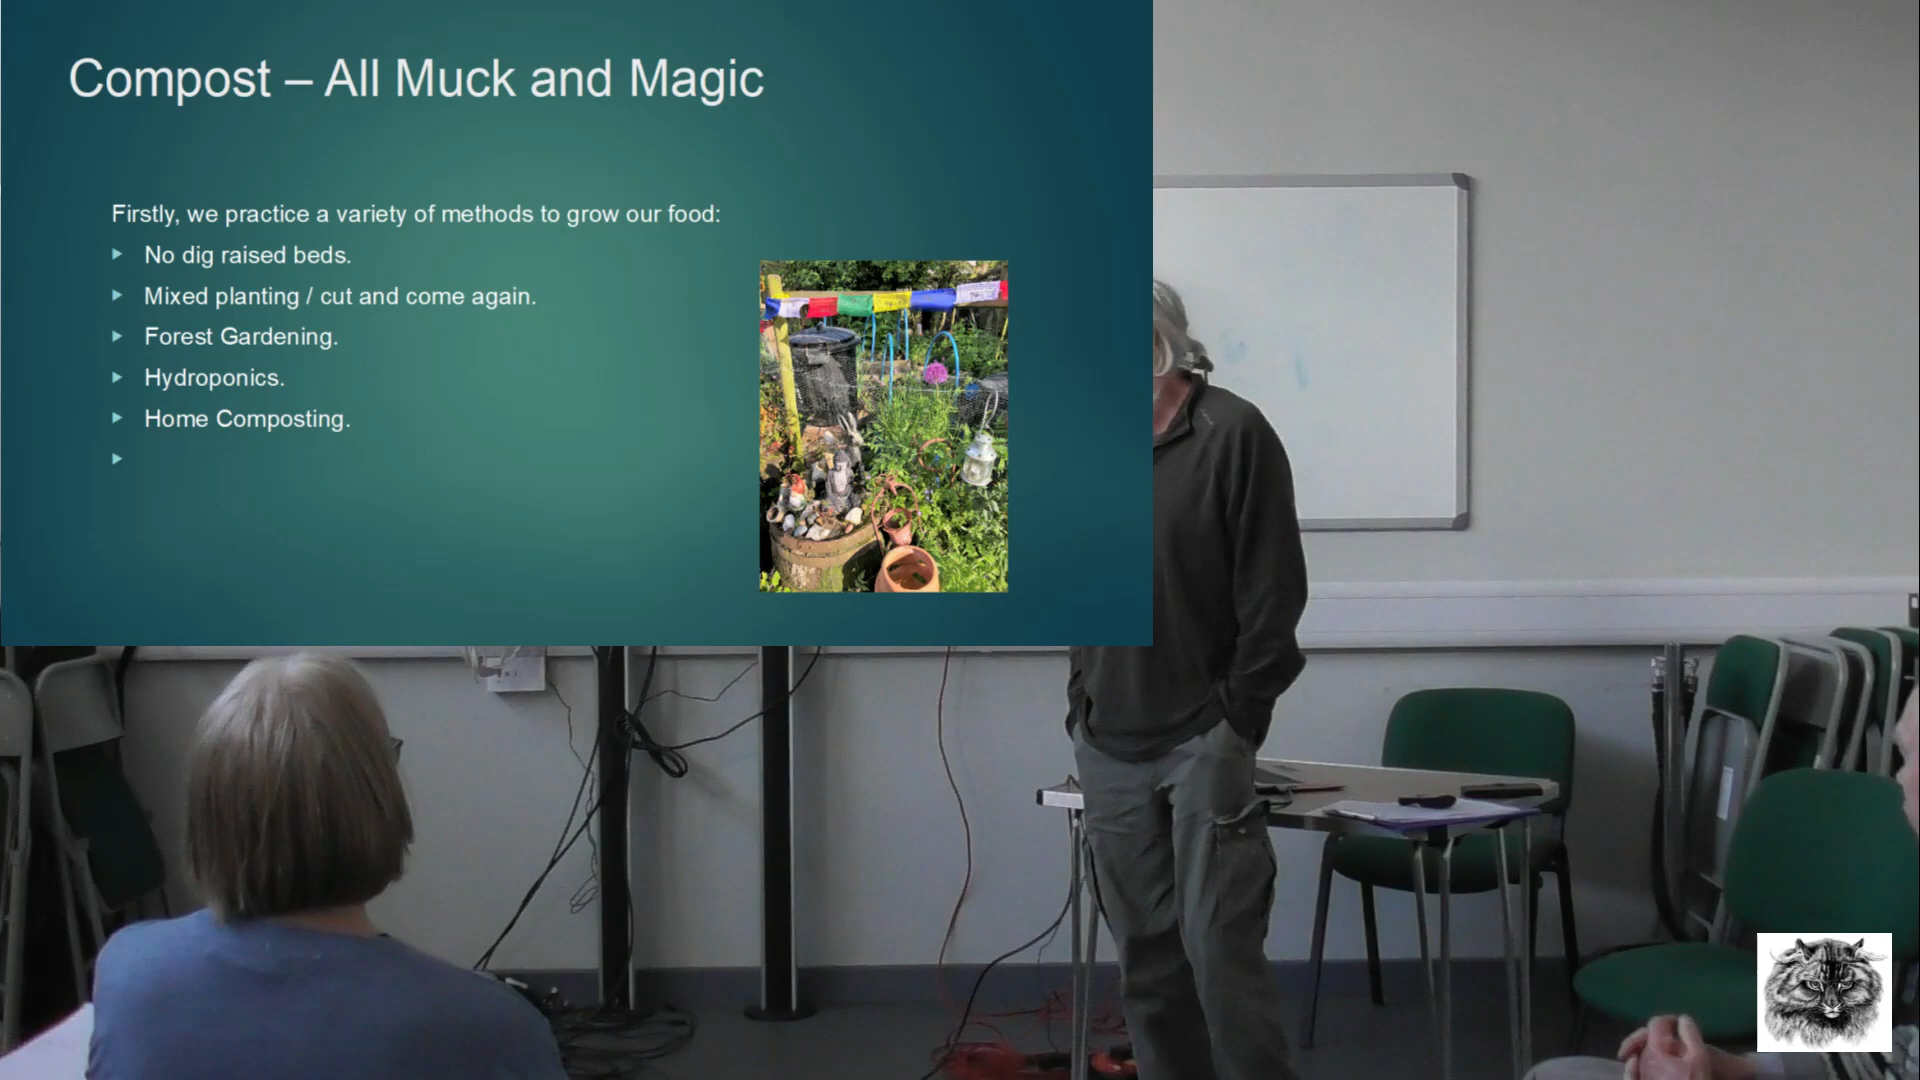 Compost – All Muck and Magic
Firstly, we practice a variety of methods to grow our food:
No dig raised beds.
Mixed planting / cut and come again.
Forest Gardening.
Hydroponics.
Home Composting.